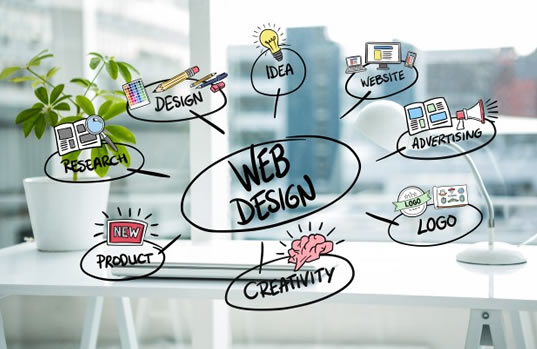 IDEA
WEBSITE
DESIGN
ADVERTISING
RESEARCH
WEB
DESIGN
LOGO
LOGO
NEW
PRODUCT
CREATIVITY